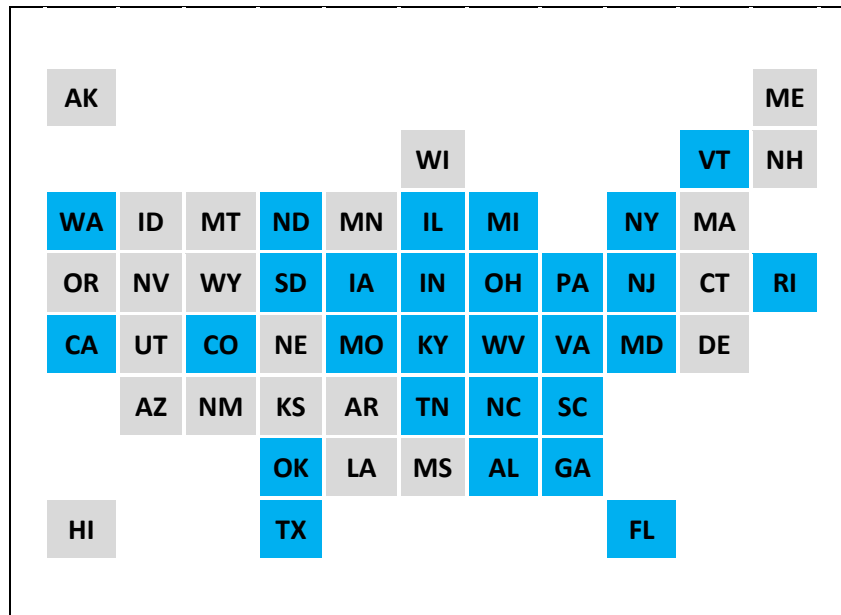 AK ME
WI VT NH
WA ID MT ND MN IL MI NY MA
OR NV WY SD IA IN OH PA NJ CT RI
CA UT CO NE MO KY WV VA MD DE
AZ NM KS AR TN NC SC
OK LA MS AL GA
HI TX FL